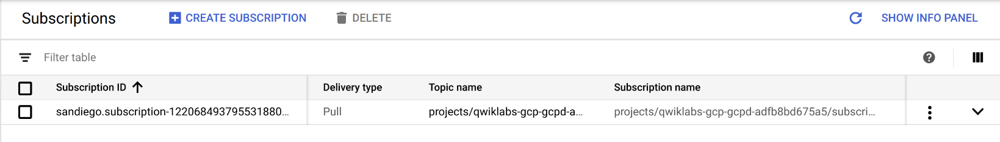 Subscriptions CREATE SUBSCRIPTION DELETE SHOW INFO PANEL
Filter table
Subscription ID Delivery type Topic name Subscription name
sandiego.subscription-122068493795531880... Pull projects/qwiklabs-gcp-gcpd-a... projects/qwiklabs-gcp-gcpd-adfb8bd675a5/subscri...